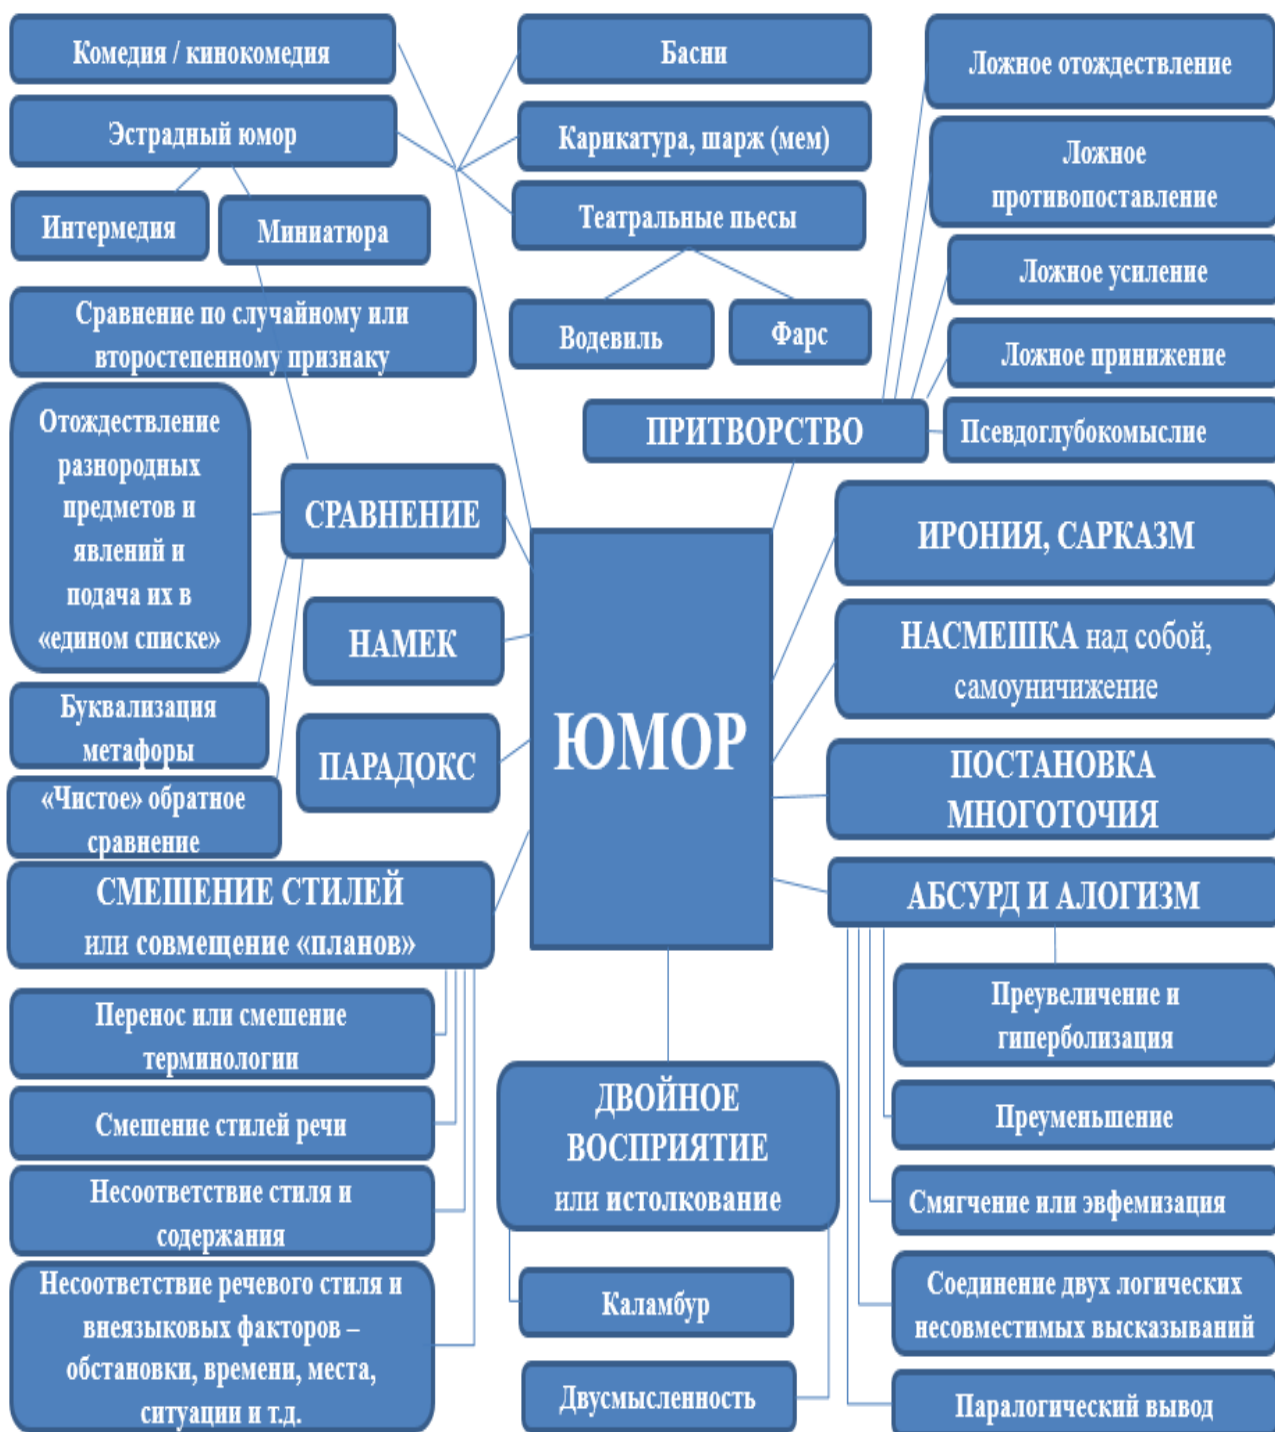 Комедия / кинокомедия
Эстрадный юмор
Интермедия
Миниатюра
Басни
Карикатура, шарж (мем)
Театральные пьесы
Водевиль
Фарс
Ложное отождествление
Ложное
противопоставление
Ложное усиление
Ложное принижение
Псевдоглубокомыслие
ПРИТВОРСТВО
Сравнение по случайному или
второстепенному признаку
Отождествление
разнородных
предметов и
явлений и
подача их в
«едином списке»
СРАВНЕНИЕ
Буквализация
метафоры
«Чистое» обратное
сравнение
НАМЕК
ПАРАДОКС
ЮМОР
ИРОНИЯ, САРКАЗМ
НАСМЕШКА над собой,
самоуничижение
ПОСТАНОВКА
МНОГОТОЧИЯ
АБСУРД И АЛОГИЗМ
Преувеличение и
гиперболизация
Преуменьшение
Смягчение или эвфемизация
Соединение двух логических
несовместимых высказываний
Паралогический вывод
СМЕШЕНИЕ СТИЛЕЙ
или совмещение «планов»
Перенос или смешение
терминологии
Смешение стилей речи
Несоответствие стиля и
содержания
Несоответствие речевого стиля и
внеязыковых факторов –
обстановки, времени, места,
ситуации и т.д.
ДВОЙНОЕ
ВОСПРИЯТИЕ
или истолкование
Каламбур
Двусмысленность